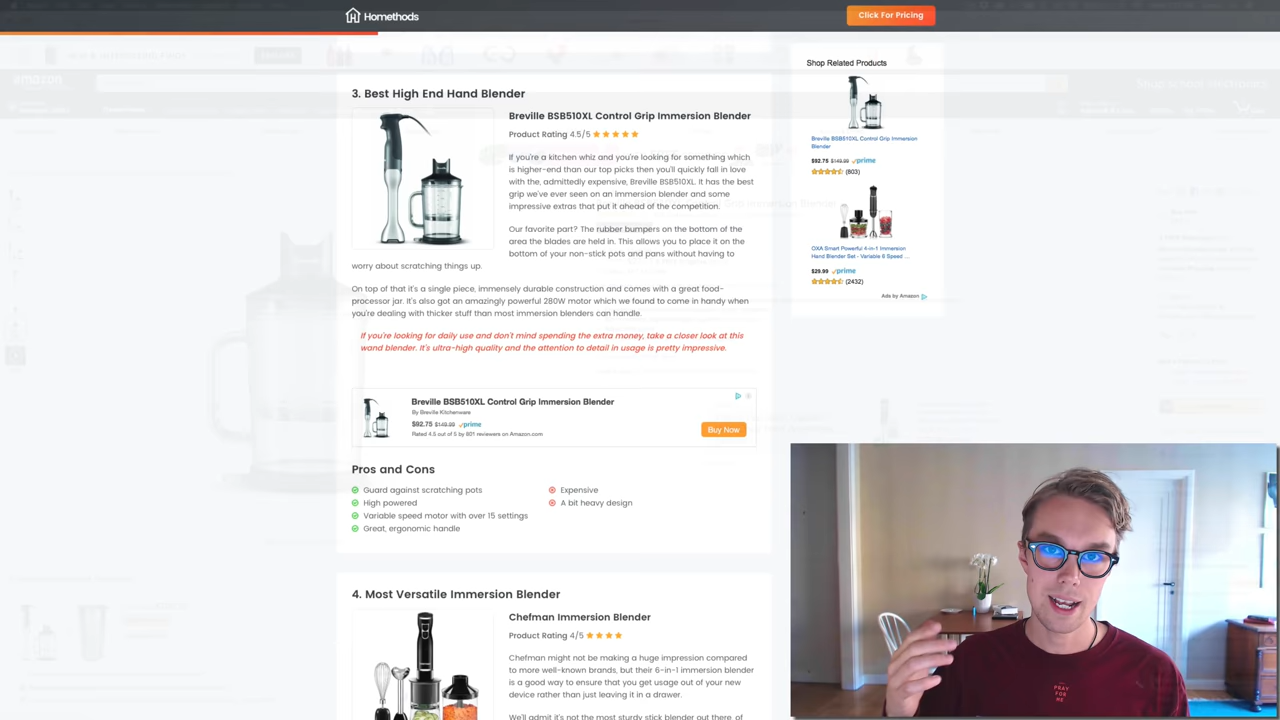 Homethods
Click For Pricing
amazon
3. Best High End Hand Blender
Breville BSB510XL Control Grip Immersion Blender
Product Rating 4.5/5
If you're a kitchen whiz and you're looking for something which
is higher-end than our top picks then you'll quickly fall in love
with the, admittedly expensive, Breville BSB510XL. It has the best
grip we've ever seen on an immersion blender and some
impressive extras that put it ahead of the competition.
Our favorite part? The rubber bumpers on the bottom of the
area the blades are held in. This allows you to place it on the
bottom of your non-stick pots and pans without having to
worry about scratching things up.
On top of that it's a single piece, immensely durable construction and comes with a great food-
processor jar. It's also got an amazingly powerful 280W motor which we found to come in handy when
you're dealing with thicker stuff than most immersion blenders can handle.
If you're looking for daily use and don't mind spending the extra money, take a closer look at this
wand blender. It's ultra-high quality and the attention to detail in usage is pretty impressive.
Breville BSB510XL Control Grip Immersion Blender
By Breville Kitchenware
$92.75 $149.99 prime
Rated 4.5 out of 5 by 601 reviewers on Amazon.com
Buy Now
Pros and Cons
Guard against scratching pots
High powered
Variable speed motor with over 15 settings
Great, ergonomic handle
Expensive
A bit heavy design
4. Most Versatile Immersion Blender
Chefman Immersion Blender
Product Rating 4/5
Chefman might not be making a huge impression compared
to more well-known brands, but their 6-in-1 immersion blender
is a good way to ensure that you get usage out of your new
device rather than just leaving it in a drawer.
We'll admit it's not the most sturdy stick blender out there, of
Shop Related Products
Breville BSB510XL Control Grip Immersion
Blender
$92.75 $149.99 prime
(603)
OXA Smart Powerful 4-in-1 Immersion
Hand Blender Set - Variable 6 Speed ...
$29.99 prime
(2432)
Ads by Amazon
PRAY
FOR
ME